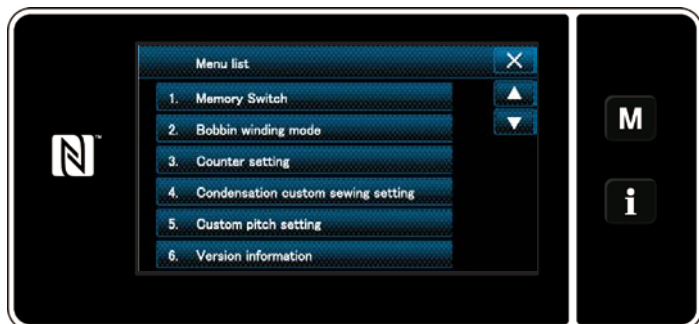 Menu list
1. Memory Switch
2. Bobbin winding mode
3. Counter setting
4. Condensation custom sewing setting
5. Custom pitch setting
6. Version information
M
i
N
TM